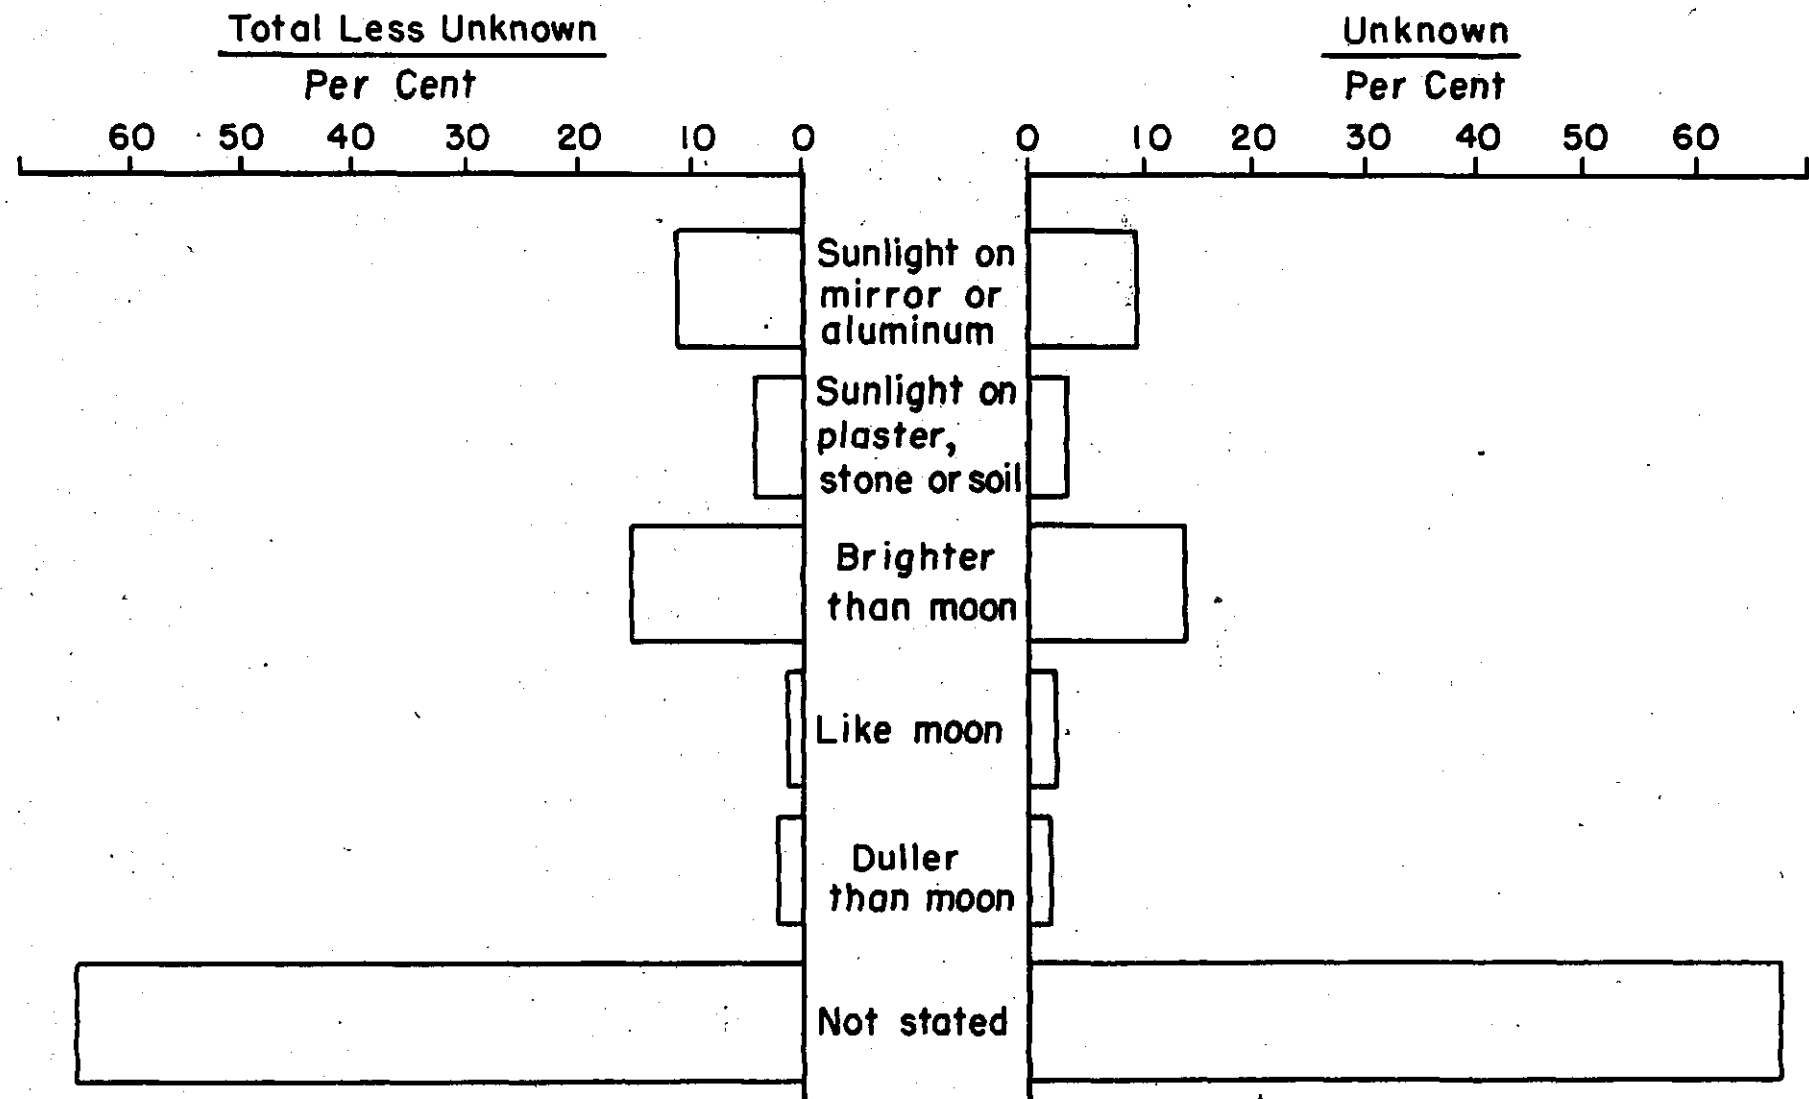 Total Less Unknown
Per Cent
60 50 40 30 20 10 0
Unknown
Per Cent
0 10 20 30 40 50 60
Sunlight on
mirror or
aluminum
Sunlight on
plaster,
stone or soil
Brighter
than moon
Like moon
Duller
than moon
Not stated